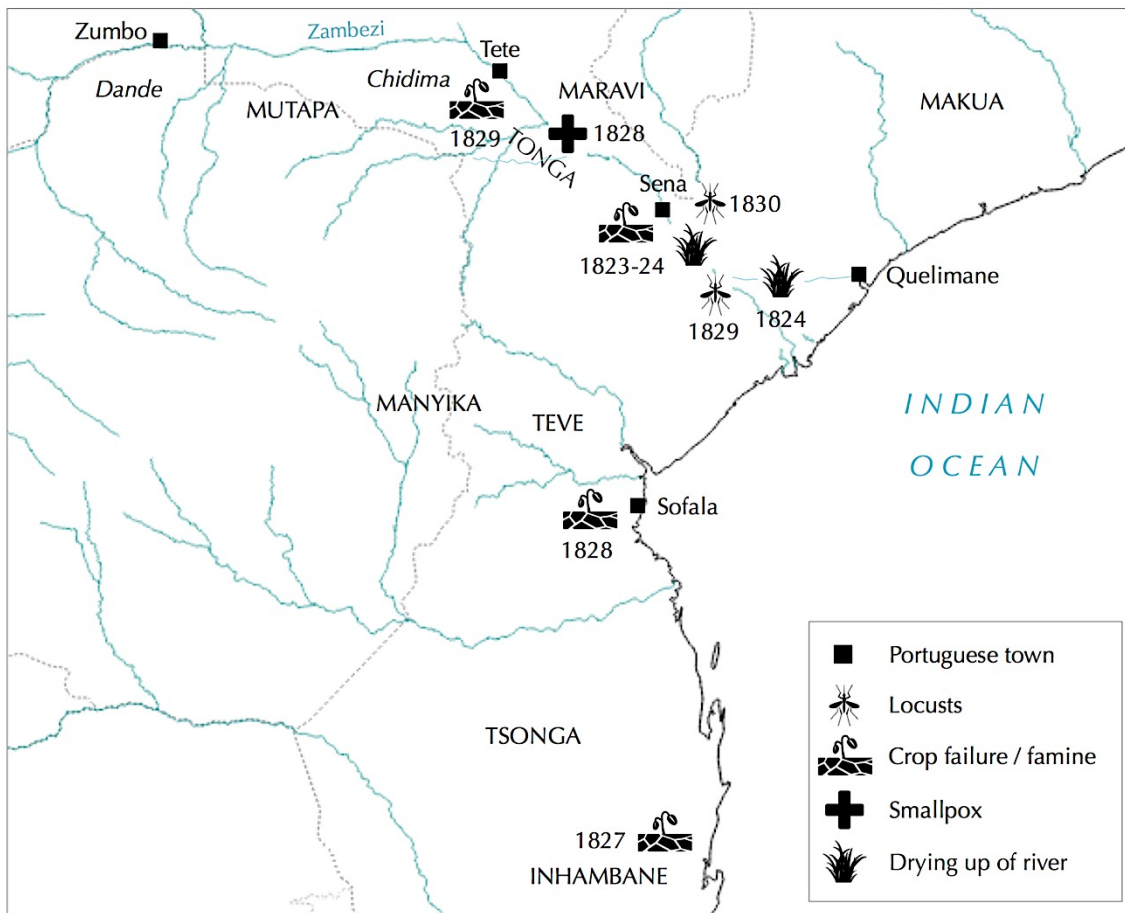 Zumbo
Zambezi
Tete
Dande
Chidima
MARAVI
MUTAPA
MAKUA
1829
TONGA
1828
Sena
1830
1823-24
Quelimane
1829
1824
MANYIKA
TEVE
INDIAN
OCEAN
Sofala
1828
Portuguese town
Locusts
TSONGA
Crop failure / famine
Smallpox
1827
Drying up of river
INHAMBANE